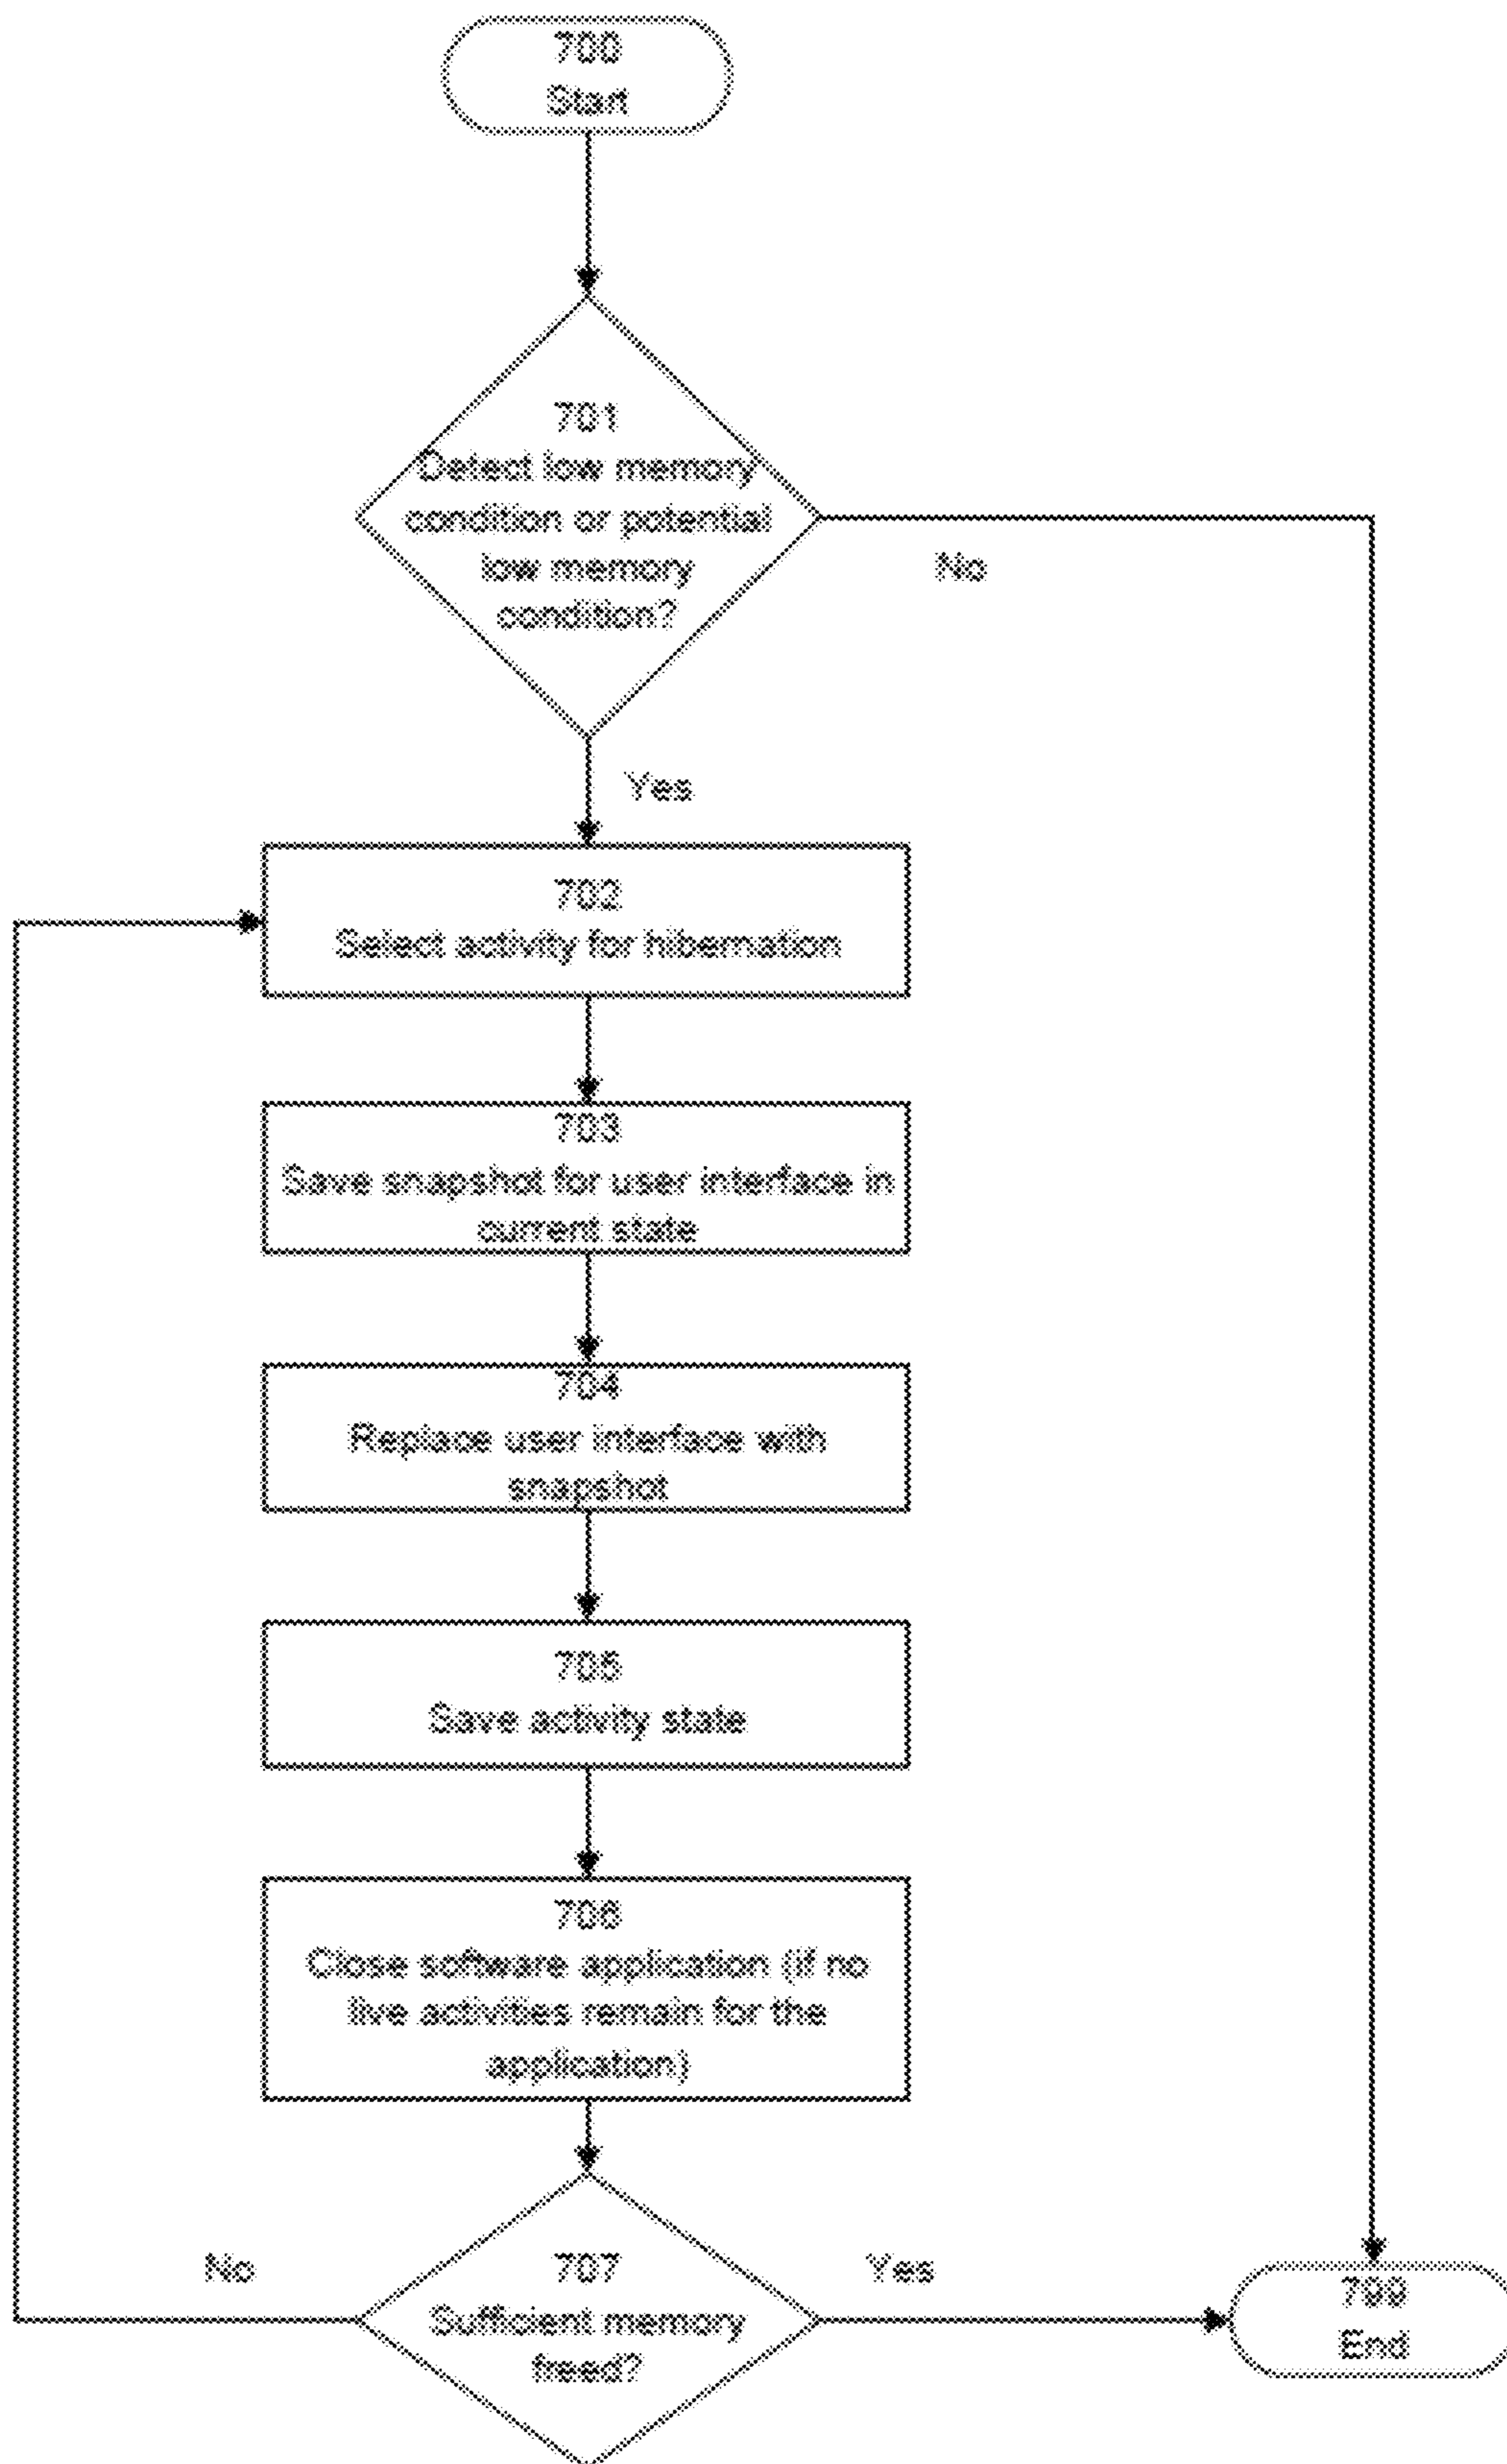 700
Start
701
Detect low memory
condition or potential
low memory
condition?
No
Yes
702
Select activity for hibernation
703
Save snapshot for user interface in
current state
704
Replace user interface with
snapshot
705
Save activity state
706
Close software application (if no
live activities remain for the
application)
No
707
Sufficient memory
freed?
Yes
799
End